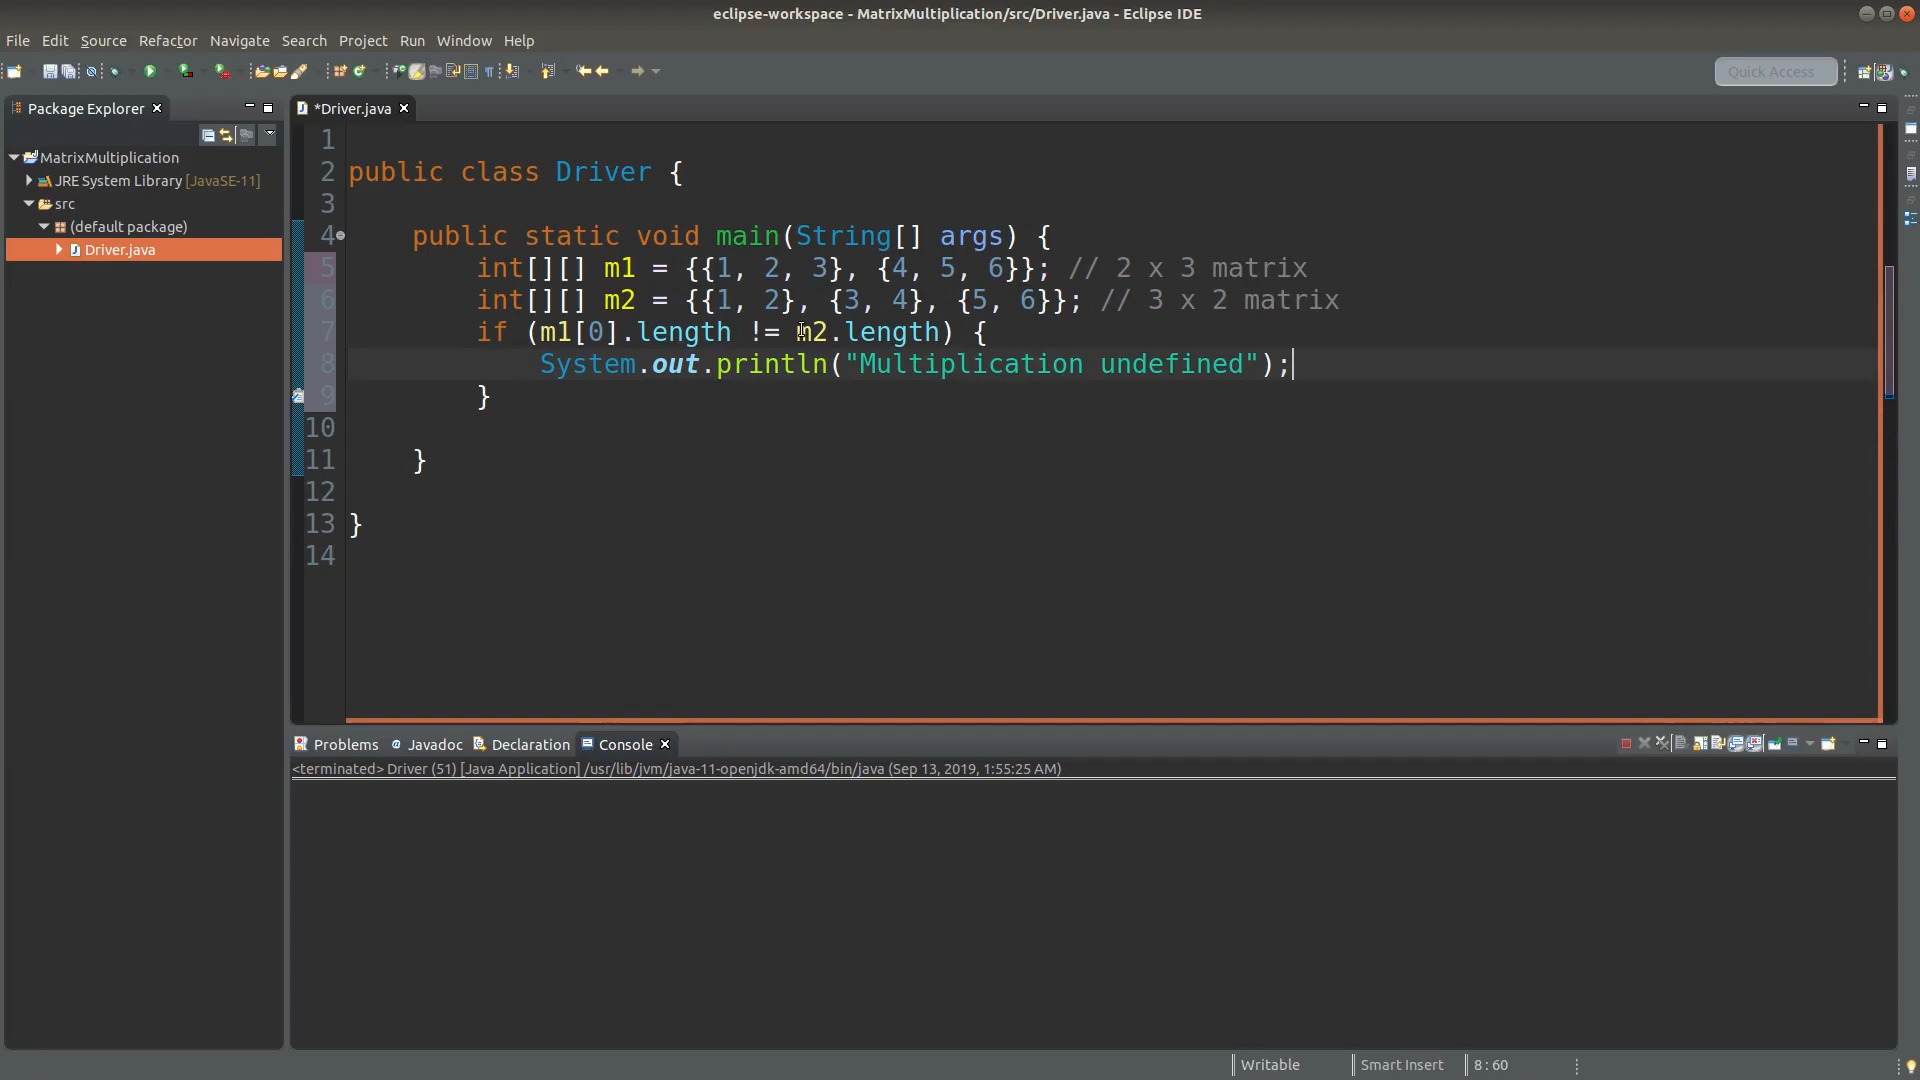 eclipse-workspace - MatrixMultiplication/src/Driver.java - Eclipse IDE
File Edit Source Refactor Navigate Search Project Run Window Help
Quick Access
Package Explorer
*Driver.java
MatrixMultiplication
JRE System Library [JavaSE-11]
src
(default package)
Driver.java
1
2 public class Driver {
3
4 public static void main(String[] args) {
5 int[][] m1 = {{1, 2, 3}, {4, 5, 6}}; // 2 x 3 matrix
6 int[][] m2 = {{1, 2}, {3, 4}, {5, 6}}; // 3 x 2 matrix
7 if (m1[0].length != m2.length) {
8 System.out.println("Multiplication undefined");
9 }
10
11 }
12
13 }
14
Problems Javadoc Declaration Console
<terminated> Driver (51) [Java Application] /usr/lib/jvm/java-11-openjdk-amd64/bin/java (Sep 13, 2019, 1:55:25 AM)
Writable Smart Insert 8 : 60